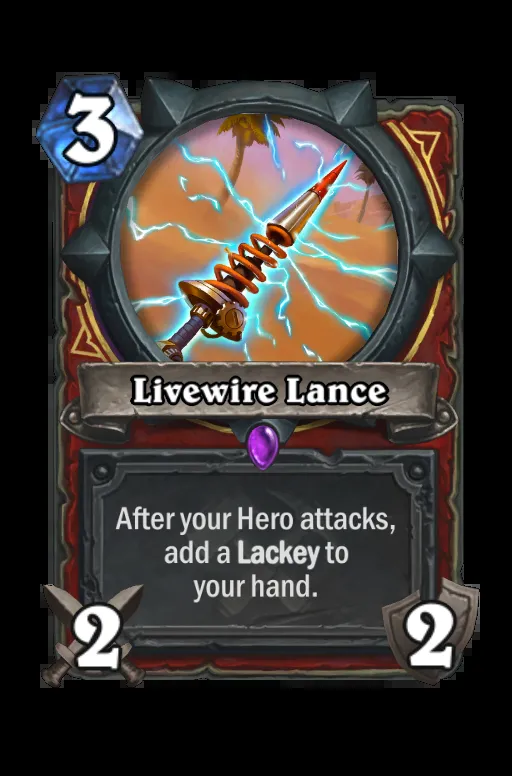 3
Livewire Lance
After your Hero attacks,
add a Lackey to
your hand.
2
2